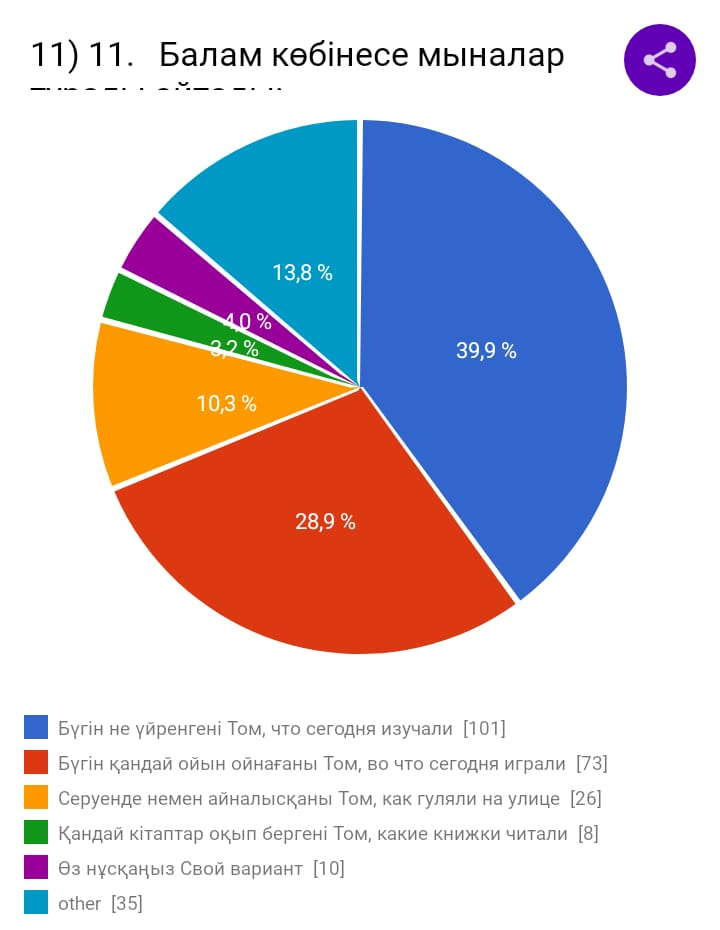 11) 11. Балам көбінесе мыналар
13,8 %
39,9 %
4,0 %
3,2 %
10,3 %
28,9 %
Бүгін не үйренгені Том, что сегодня изучали [101]
Бүгін қандай ойын ойнағаны Том, во что сегодня играли [73]
Серуенде немен айналысқаны Том, как гуляли на улице [26]
Қандай кітаптар оқып бергені Том, какие книжки читали [8]
Өз нұсқаңыз Свой вариант [10]
other [35]